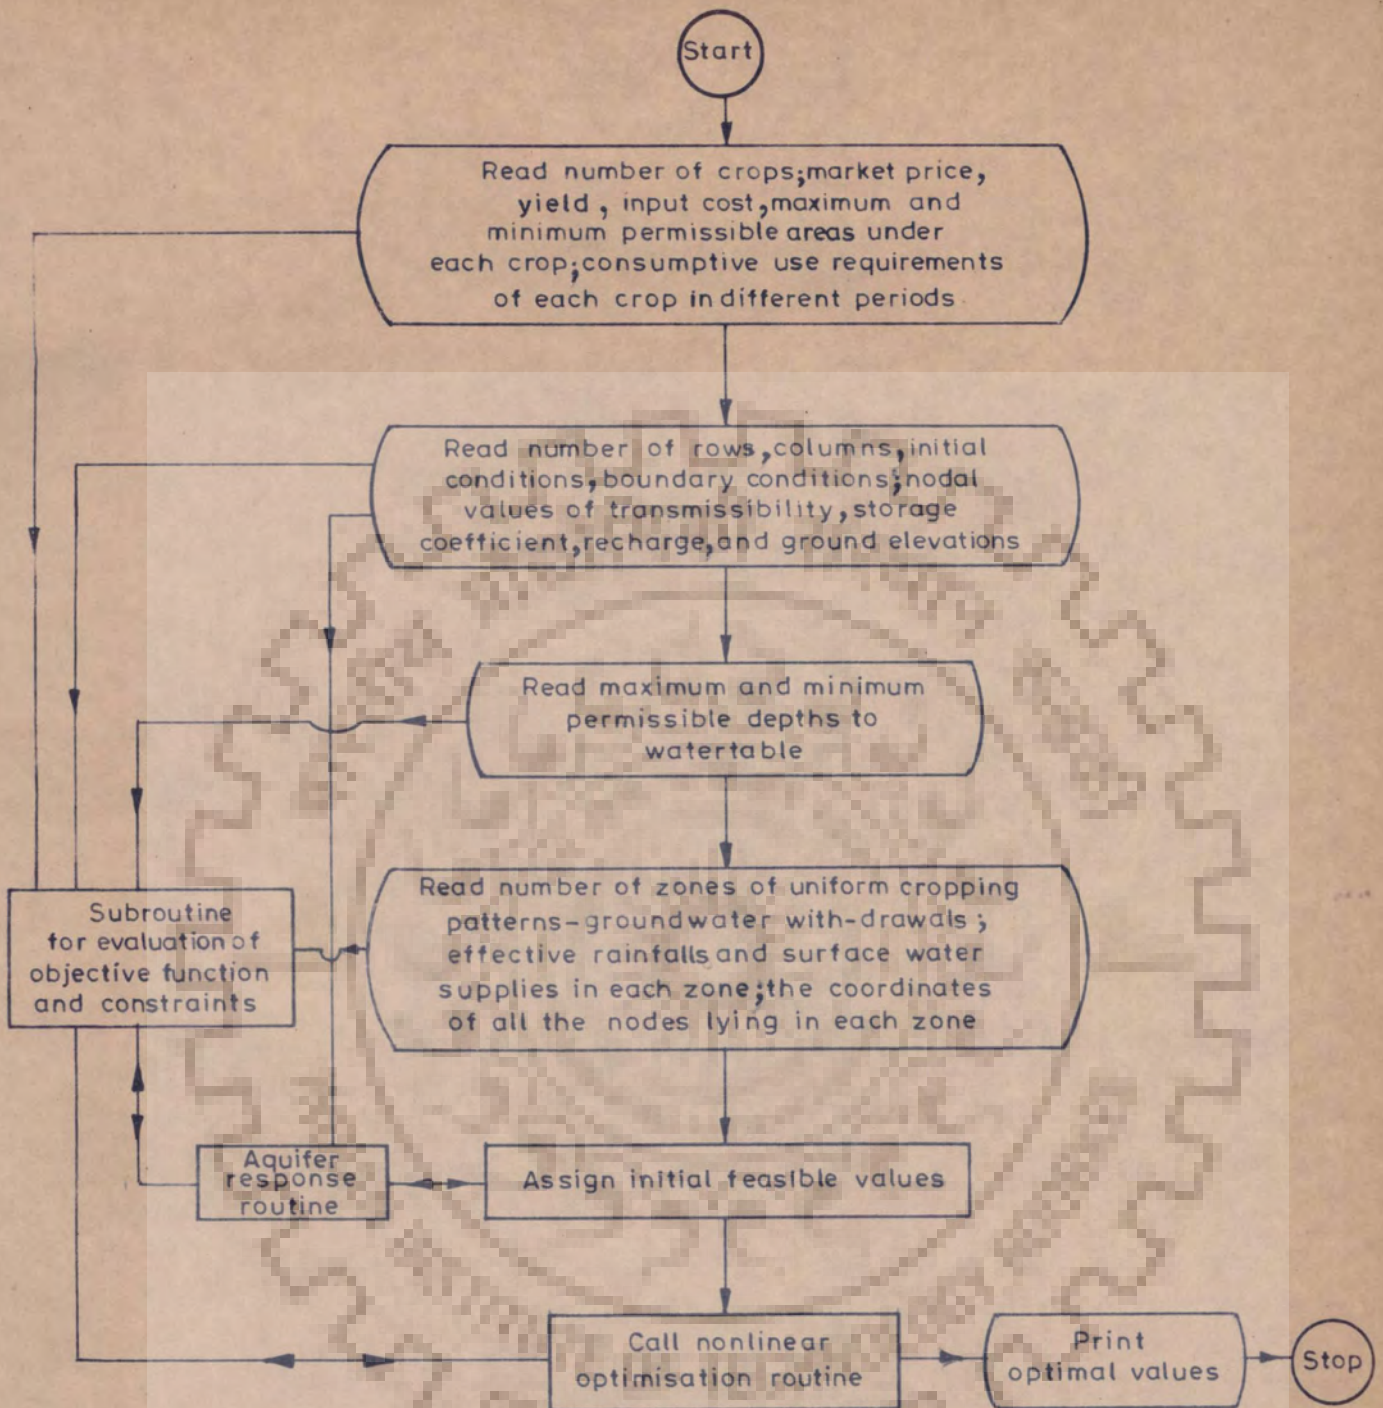 Start
Read number of crops;market price,
yield, input cost,maximum and
minimum permissible areas under
each crop;consumptive use requirements
of each crop in different periods
Read number of rows,columns,initial
conditions,boundary conditions;nodal
values of transmissibility,storage
coefficient,recharge,and ground elevations
Read maximum and minimum
permissible depths to
watertable
Read number of zones of uniform cropping
patterns-groundwater with-drawals;
effective rainfalls and surface water
supplies in each zone;the coordinates
of all the nodes lying in each zone
Subroutine
for evaluation of
objective function
and constraints
Aquifer
response
routine
Assign initial feasible values
Call nonlinear
optimisation routine
Print
optimal values
Stop